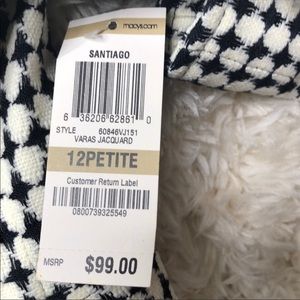 macys.com
SANTIAGO
6 36206 62861 0
STYLE 60846VJ151
VARAS JACQUARD
12PETITE
Customer Return Label
0800739325549
MSRP $99.00